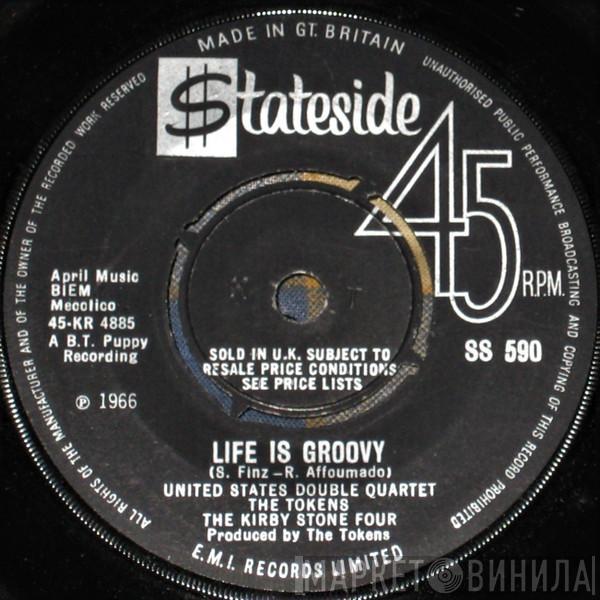 MADE IN GT. BRITAIN
UNAUTHORISED PUBLIC PERFORMANCE BROADCASTING AND COPYING OF THIS RECORD PROHIBITED
ALL RIGHTS OF THE MANUFACTURER AND OF THE OWNER OF THE RECORDED WORK RESERVED
$tateside
45 R.P.M.
April Music
BIEM
Mecolico
45-KR 4885
A B.T. Puppy
Recording
℗ 1966
SOLD IN U.K. SUBJECT TO
RESALE PRICE CONDITIONS
SEE PRICE LISTS
SS 590
LIFE IS GROOVY
(S. Finz-R. Affoumado)
UNITED STATES DOUBLE QUARTET
THE TOKENS
THE KIRBY STONE FOUR
Produced by The Tokens
E.M.I. RECORDS LIMITED
МАРКЕТ ВИНИЛА